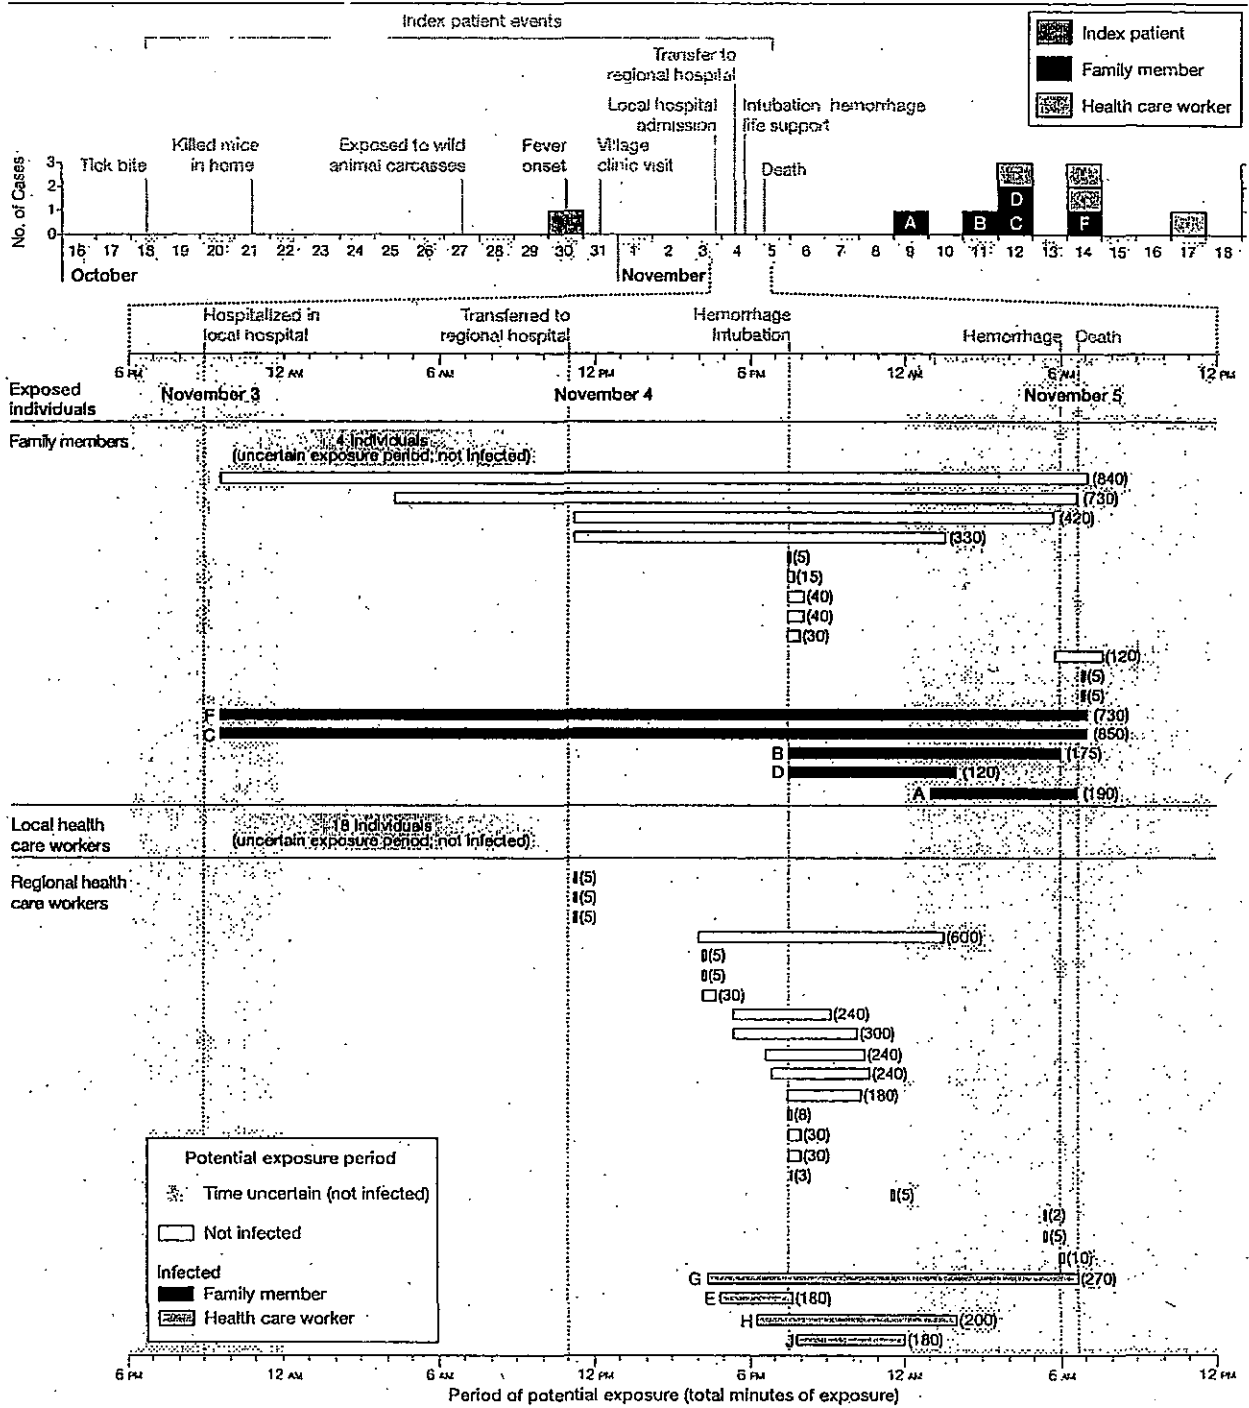 Index patient events
Index patient
Family member
Health care worker
Transfer to
regional hospital
Local hospital
admission
Intubation hemorrhage
life support
Killed mice
in home
Exposed to wild
animal carcasses
Fever
onset
Village
clinic visit
Tick bite
Death
No. of Cases
3
2
1
0
A
B
D
C
F
16 17 18 19 20 21 22 23 24 25 26 27 28 29 30 31 1 2 3 4 5 6 7 8 9 10 11 12 13 14 15 16 17 18
October
November
Hospitalized in
local hospital
Transferred to
regional hospital
Hemorrhage
Intubation
Hemorrhage
Death
6 PM 12 AM 6 AM 12 PM 6 PM 12 AM 6 AM 12 PM
November 3
November 4
November 5
Exposed
individuals
Family members
4 Individuals
(uncertain exposure period; not infected)
(840)
(730)
(420)
(330)
(5)
(15)
(40)
(40)
(30)
(120)
(5)
(5)
F (730)
C (850)
B (175)
D (120)
A (190)
Local health
care workers
18 Individuals
(uncertain exposure period; not infected)
Regional health
care workers
(5)
(5)
(5)
(600)
(5)
(5)
(30)
(240)
(300)
(240)
(240)
(180)
(8)
(30)
(30)
(3)
(5)
(2)
(5)
(10)
G (270)
E (180)
H (200)
J (180)
Potential exposure period
Time uncertain (not infected)
Not infected
Infected
Family member
Health care worker
6 PM 12 AM 6 AM 12 PM 6 PM 12 AM 6 AM 12 PM
Period of potential exposure (total minutes of exposure)